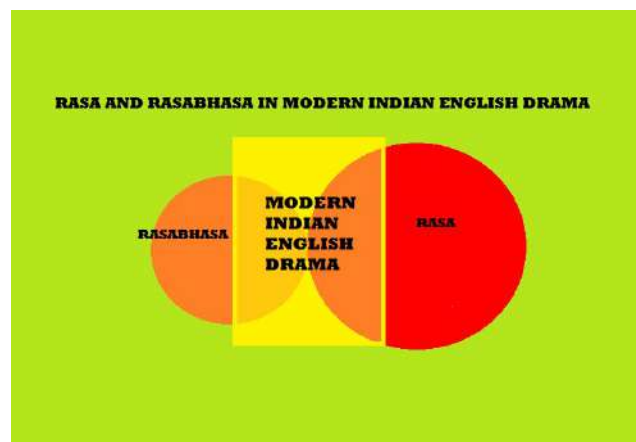 RASA AND RASABHASA IN MODERN INDIAN ENGLISH DRAMA
RASABHASA
MODERN
INDIAN
ENGLISH
DRAMA
RASA